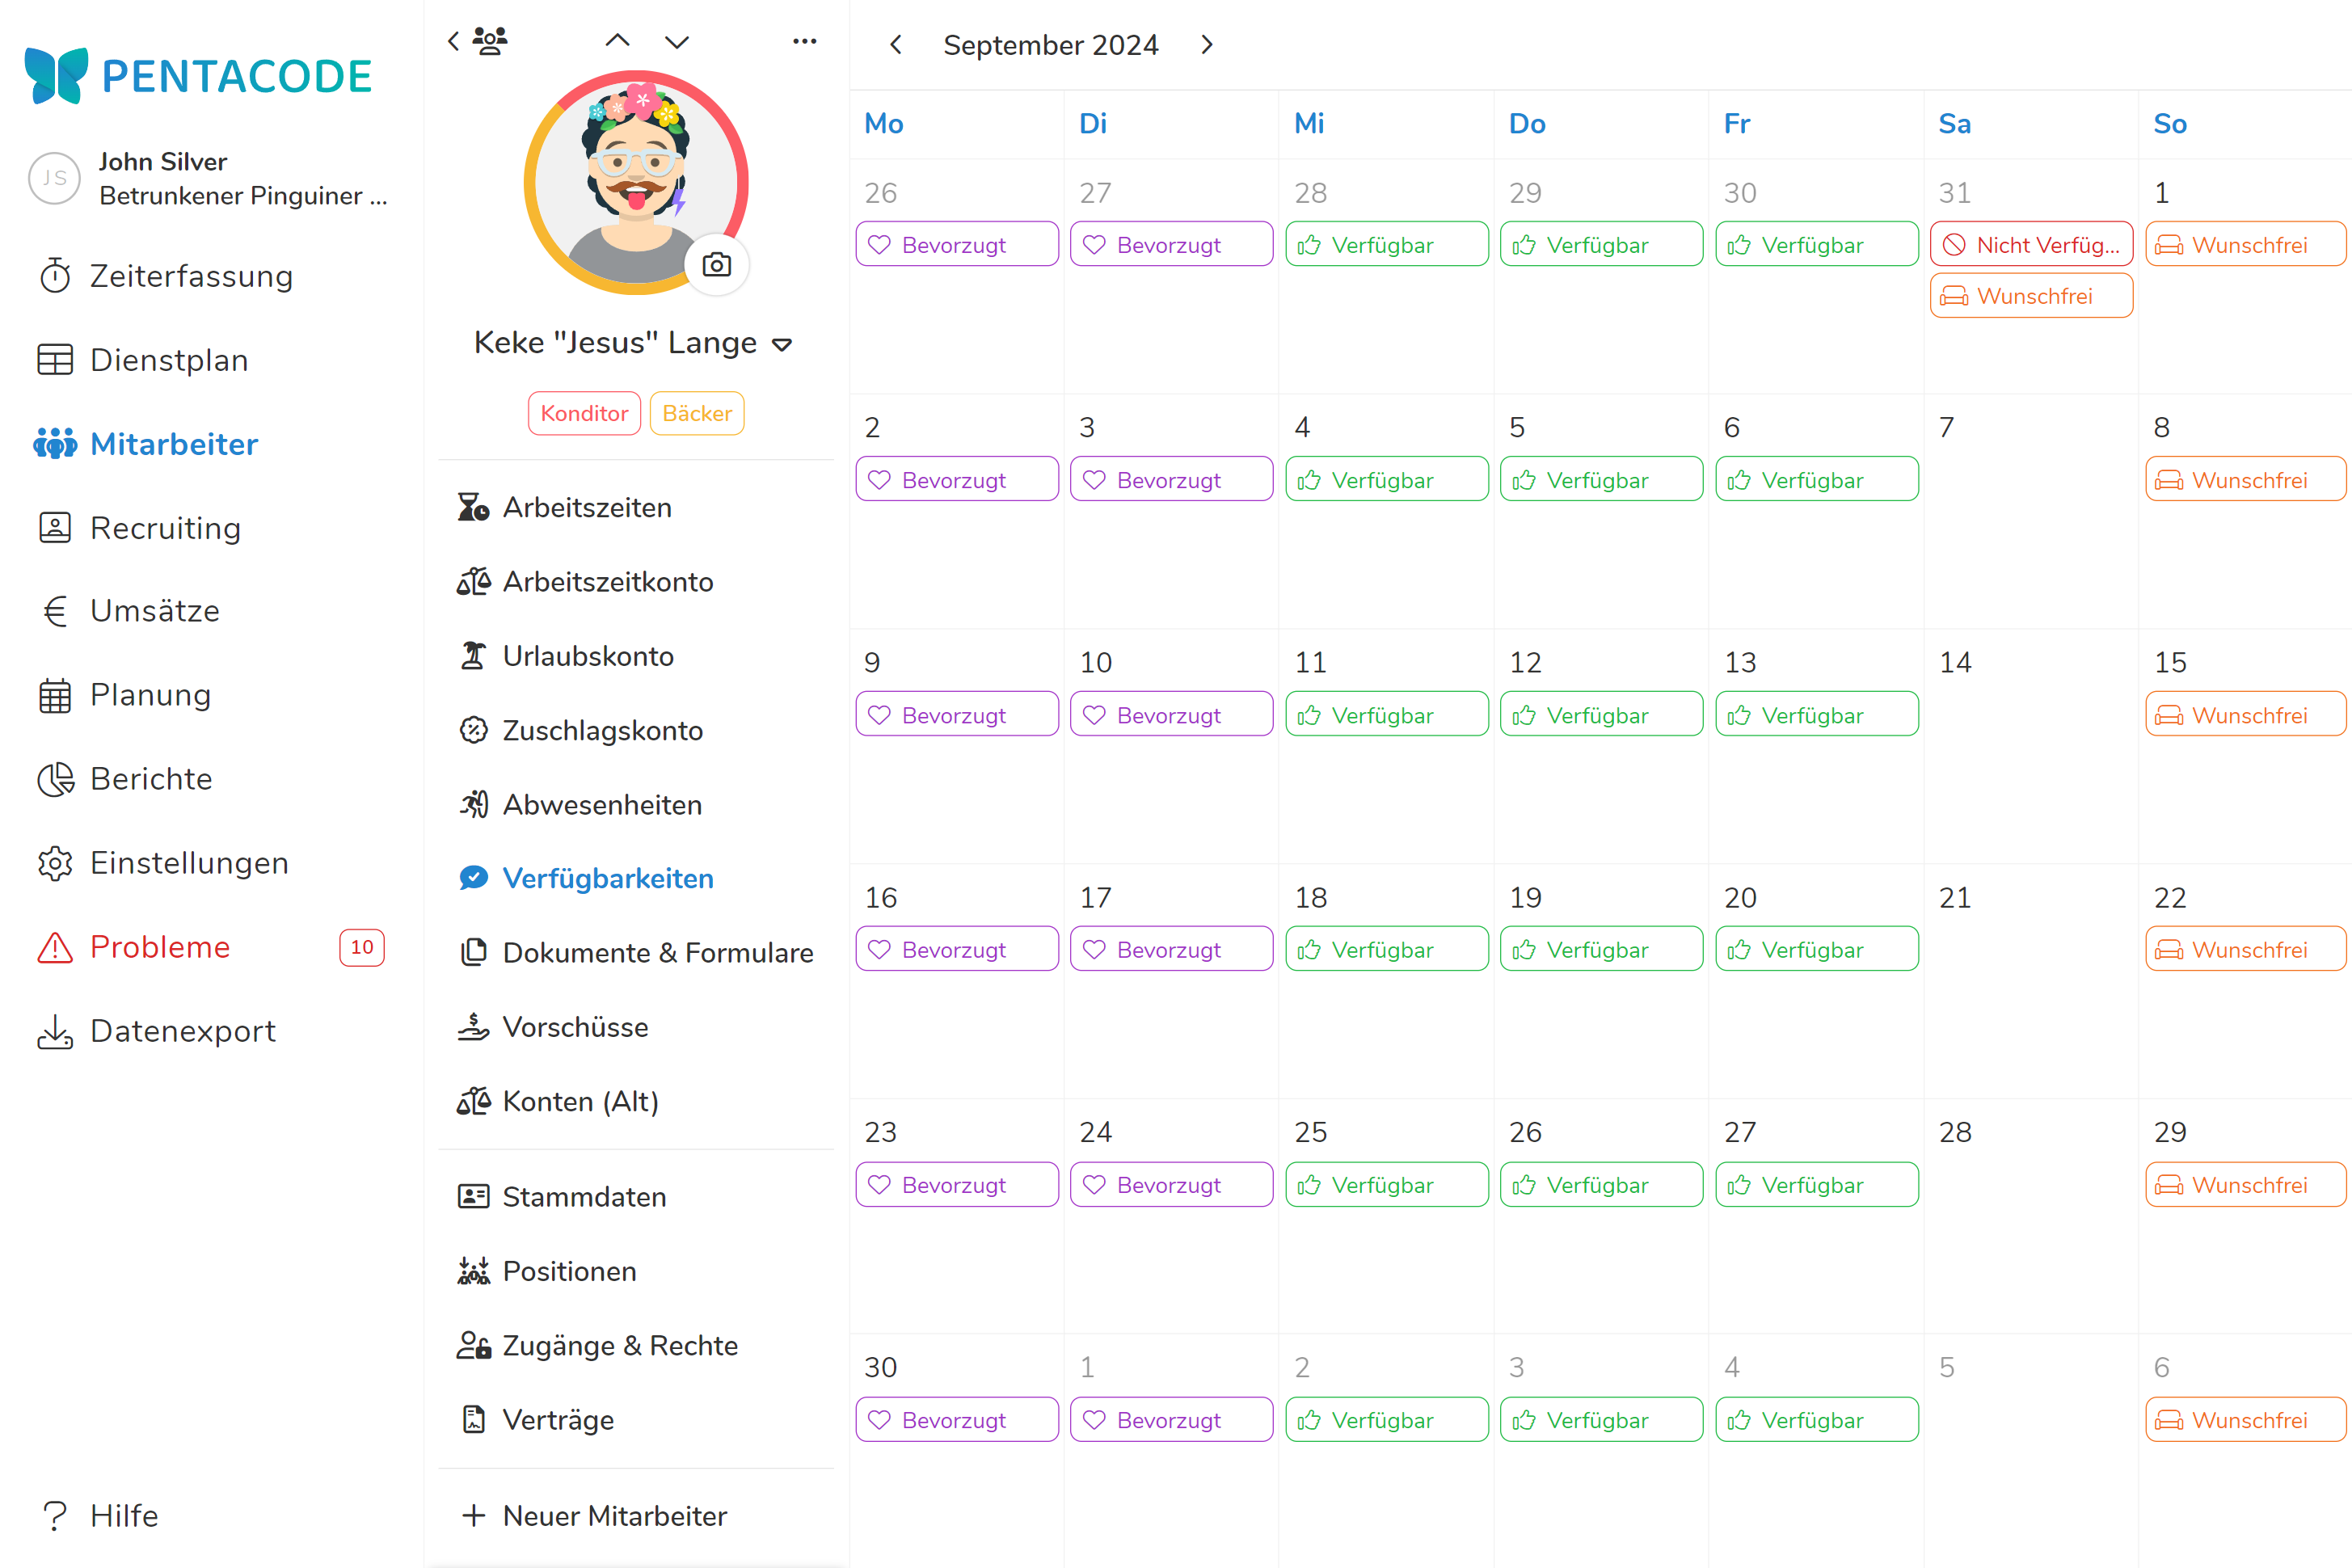 PENTACODE
JS
John Silver
Betrunkener Pinguiner ...
Zeiterfassung
Dienstplan
Mitarbeiter
Recruiting
Umsätze
Planung
Berichte
Einstellungen
Probleme 10
Datenexport
Hilfe
Keke "Jesus" Lange
Konditor Bäcker
Arbeitszeiten
Arbeitszeitkonto
Urlaubskonto
Zuschlagskonto
Abwesenheiten
Verfügbarkeiten
Dokumente & Formulare
Vorschüsse
Konten (Alt)
Stammdaten
Positionen
Zugänge & Rechte
Verträge
Neuer Mitarbeiter
September 2024
Mo Di Mi Do Fr Sa So
26 27 28 29 30 31 1
Bevorzugt Bevorzugt Verfügbar Verfügbar Verfügbar Nicht Verfüg... Wunschfrei
Wunschfrei
2 3 4 5 6 7 8
Bevorzugt Bevorzugt Verfügbar Verfügbar Verfügbar Wunschfrei
9 10 11 12 13 14 15
Bevorzugt Bevorzugt Verfügbar Verfügbar Verfügbar Wunschfrei
16 17 18 19 20 21 22
Bevorzugt Bevorzugt Verfügbar Verfügbar Verfügbar Wunschfrei
23 24 25 26 27 28 29
Bevorzugt Bevorzugt Verfügbar Verfügbar Verfügbar Wunschfrei
30 1 2 3 4 5 6
Bevorzugt Bevorzugt Verfügbar Verfügbar Verfügbar Wunschfrei